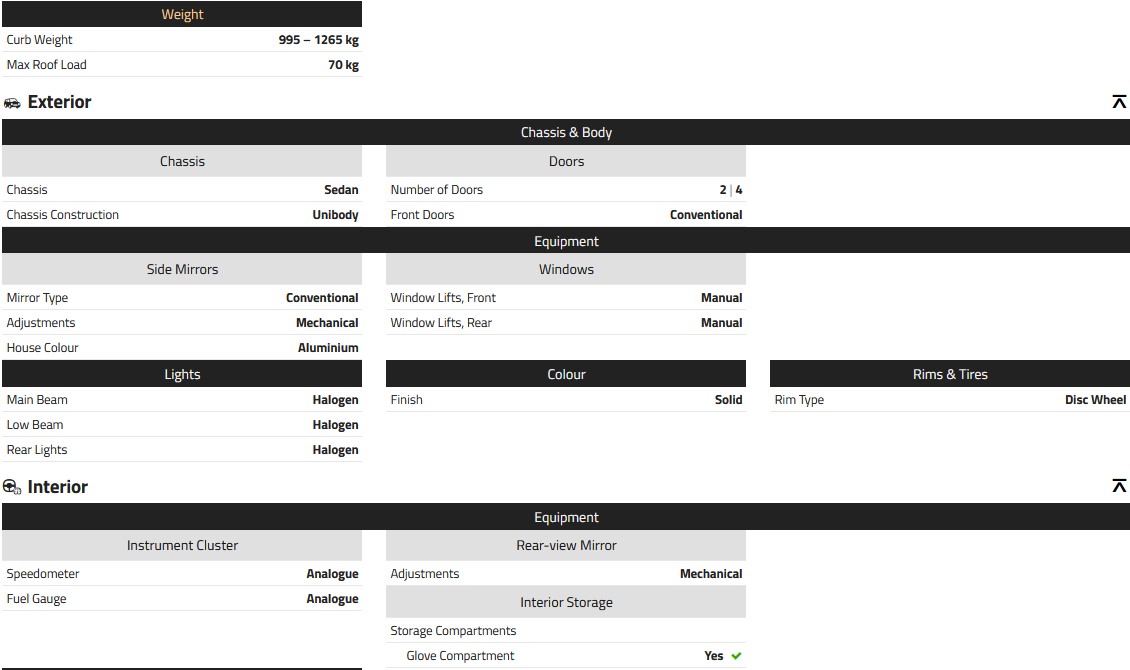 Weight
Curb Weight 995 – 1265 kg
Max Roof Load 70 kg
Exterior
Chassis & Body
Chassis Doors
Chassis Sedan Number of Doors 2 | 4
Chassis Construction Unibody Front Doors Conventional
Equipment
Side Mirrors Windows
Mirror Type Conventional Window Lifts, Front Manual
Adjustments Mechanical Window Lifts, Rear Manual
House Colour Aluminium
Lights Colour Rims & Tires
Main Beam Halogen Finish Solid Rim Type Disc Wheel
Low Beam Halogen
Rear Lights Halogen
Interior
Equipment
Instrument Cluster Rear-view Mirror
Speedometer Analogue Adjustments Mechanical
Fuel Gauge Analogue Interior Storage
Storage Compartments
Glove Compartment Yes ✔